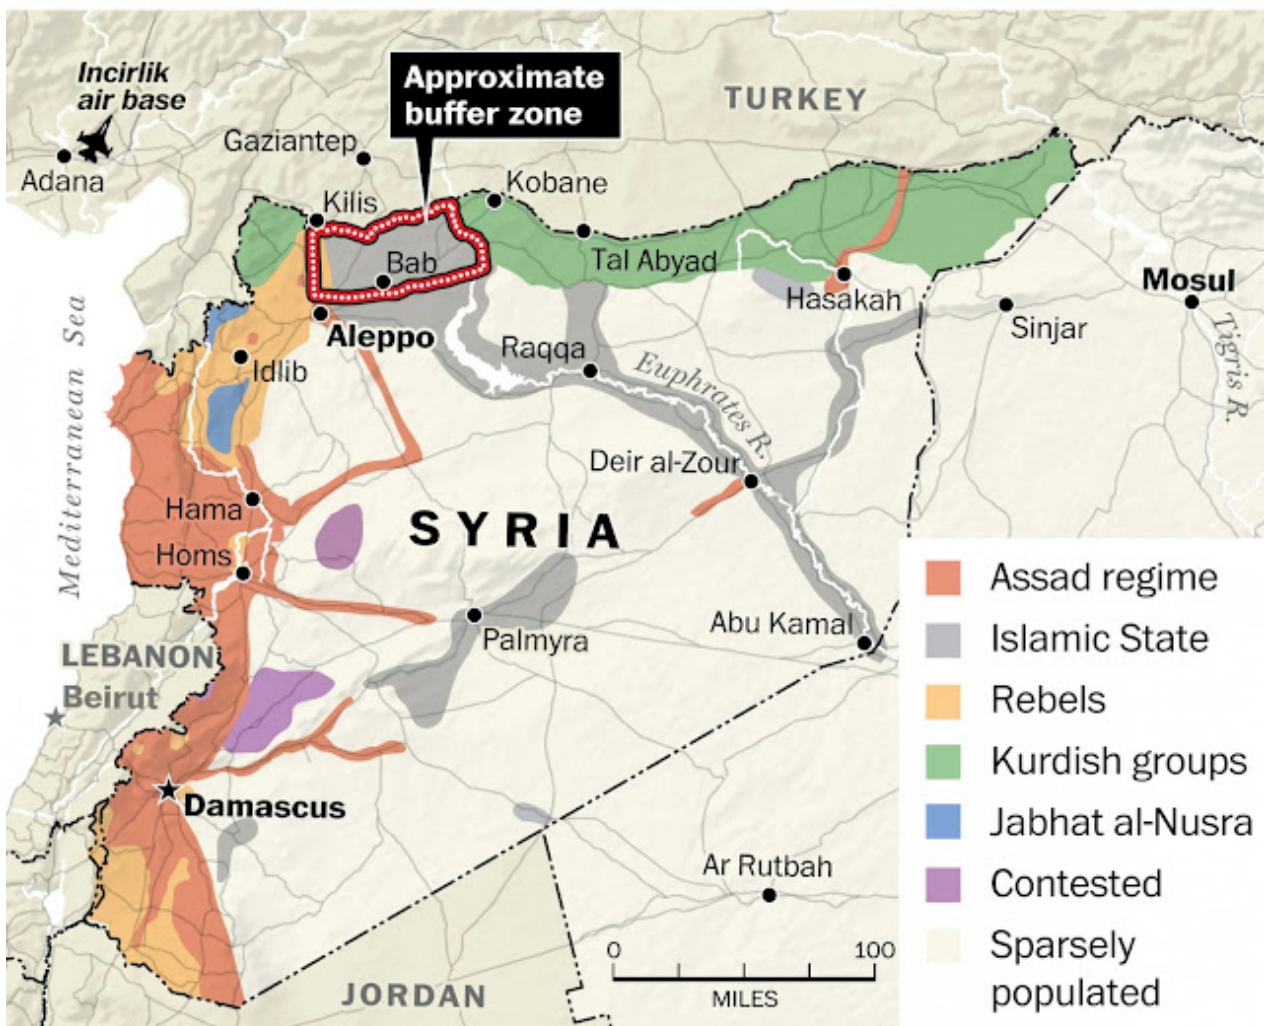 Incirlik
air base
Adana
Gaziantep
Approximate
buffer zone
TURKEY
Kilis
Kobane
Bab
Tal Abyad
Hasakah
Mosul
Sinjar
Tigris R.
Mediterranean Sea
Aleppo
Idlib
Raqqa
Euphrates R.
Deir al-Zour
Hama
SYRIA
Homs
Palmyra
Abu Kamal
LEBANON
Beirut
Damascus
Ar Rutbah
JORDAN
0 100
MILES
Assad regime
Islamic State
Rebels
Kurdish groups
Jabhat al-Nusra
Contested
Sparsely
populated